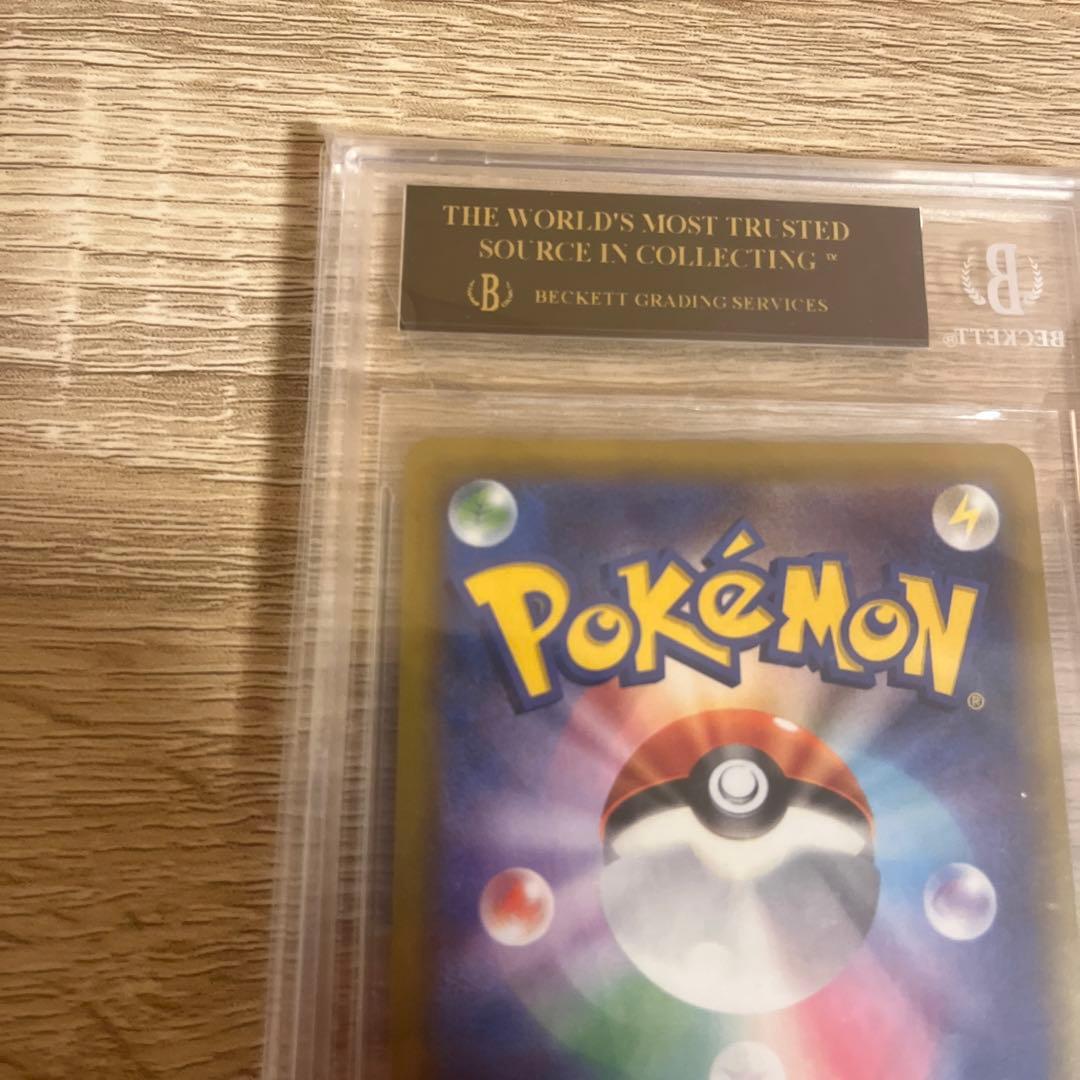 THE WORLD'S MOST TRUSTED
SOURCE IN COLLECTING ™
B BECKETT GRADING SERVICES
B
BECKETT®
POKéMON
®